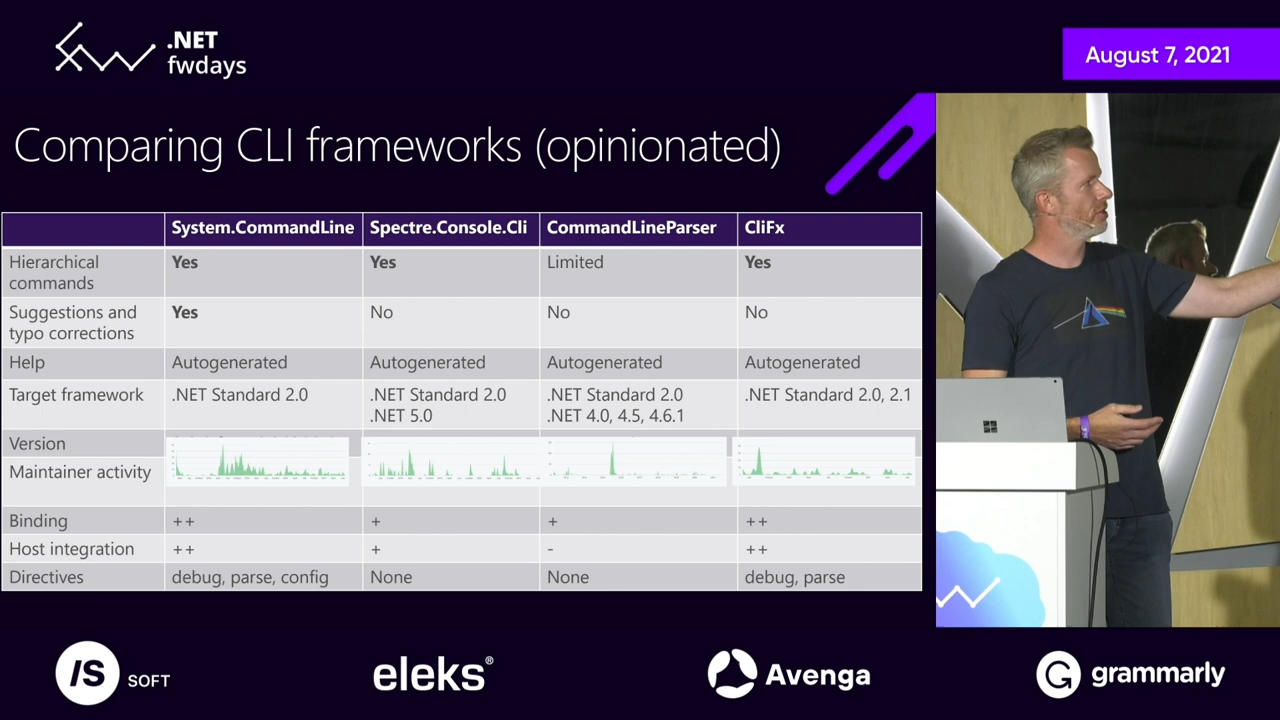 .NET
fwdays
August 7, 2021
Comparing CLI frameworks (opinionated)
System.CommandLine Spectre.Console.Cli CommandLineParser CliFx
Hierarchical commands Yes Yes Limited Yes
Suggestions and typo corrections Yes No No No
Help Autogenerated Autogenerated Autogenerated Autogenerated
Target framework .NET Standard 2.0 .NET Standard 2.0 .NET 5.0 .NET Standard 2.0 .NET 4.0, 4.5, 4.6.1 .NET Standard 2.0, 2.1
Version
Maintainer activity
Binding ++ + + ++
Host integration ++ + - ++
Directives debug, parse, config None None debug, parse
IS SOFT
eleks®
Avenga
grammarly